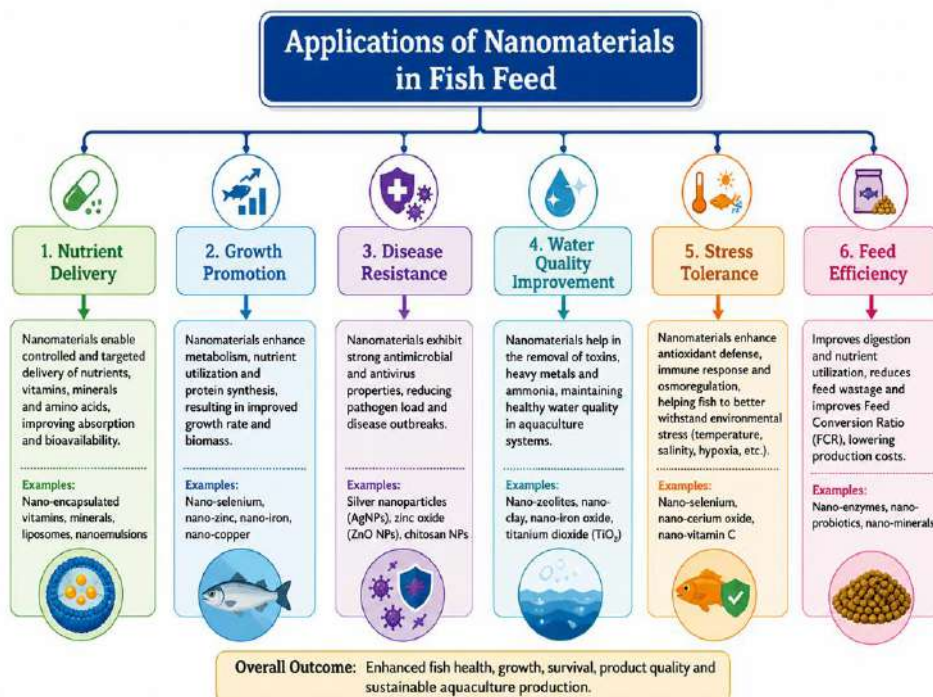 Applications of Nanomaterials
in Fish Feed
1. Nutrient
Delivery
Nanomaterials enable
controlled and targeted
delivery of nutrients,
vitamins, minerals
and amino acids,
improving absorption
and bioavailability.
Examples:
Nano-encapsulated
vitamins, minerals,
liposomes, nanoemulsions
2. Growth
Promotion
Nanomaterials enhance
metabolism, nutrient
utilization and
protein synthesis,
resulting in improved
growth rate and
biomass.
Examples:
Nano-selenium,
nano-zinc, nano-iron,
nano-copper
3. Disease
Resistance
Nanomaterials exhibit
strong antimicrobial
and antivirus
properties, reducing
pathogen load and
disease outbreaks.
Examples:
Silver nanoparticles
(AgNPs), zinc oxide
(ZnO NPs), chitosan NPs
4. Water
Quality
Improvement
Nanomaterials help in
the removal of toxins,
heavy metals and
ammonia, maintaining
healthy water quality
in aquaculture
systems.
Examples:
Nano-zeolites, nano-
clay, nano-iron oxide,
titanium dioxide (TiO₂)
5. Stress
Tolerance
Nanomaterials enhance
antioxidant defense,
immune response and
osmoregulation,
helping fish to better
withstand environmental
stress (temperature,
salinity, hypoxia, etc.).
Examples:
Nano-selenium,
nano-cerium oxide,
nano-vitamin C
6. Feed
Efficiency
Improves digestion
and nutrient
utilization, reduces
feed wastage and
improves Feed
Conversion Ratio
(FCR), lowering
production costs.
Examples:
Nano-enzymes, nano-
probiotics, nano-minerals
Overall Outcome: Enhanced fish health, growth, survival, product quality and
sustainable aquaculture production.